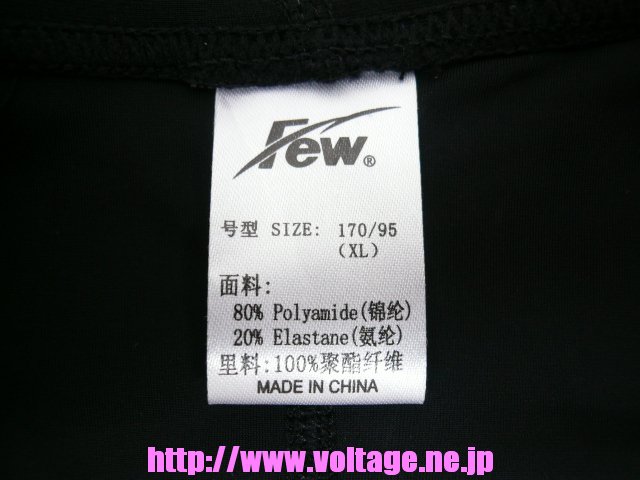 Few®
号型 SIZE: 170/95
(XL)
面料:
80% Polyamide(锦纶)
20% Elastane(氨纶)
里料:100%聚酯纤维
MADE IN CHINA
http://www.voltage.ne.jp